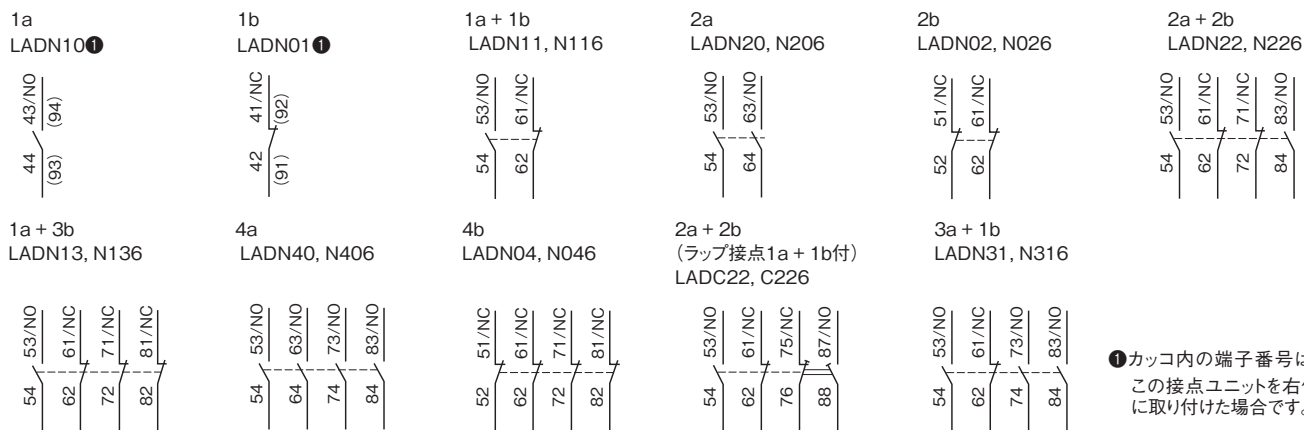 1a
LADN10❶
43/NO
(94)
44
(93)
1b
LADN01❶
41/NC
(92)
42
(91)
1a + 1b
LADN11, N116
53/NO
61/NC
54
62
2a
LADN20, N206
53/NO
63/NO
54
64
2b
LADN02, N026
51/NC
61/NC
52
62
2a + 2b
LADN22, N226
53/NO
61/NC
71/NC
83/NO
54
62
72
84
1a + 3b
LADN13, N136
53/NO
61/NC
71/NC
81/NC
54
62
72
82
4a
LADN40, N406
53/NO
63/NO
73/NO
83/NO
54
64
74
84
4b
LADN04, N046
51/NC
61/NC
71/NC
81/NC
52
62
72
82
2a + 2b
(ラップ接点1a + 1b付)
LADC22, C226
53/NO
61/NC
75/NC
87/NO
54
62
76
88
3a + 1b
LADN31, N316
53/NO
61/NC
73/NO
83/NO
54
62
74
84
❶カッコ内の端子番号は
この接点ユニットを右
に取り付けた場合です。